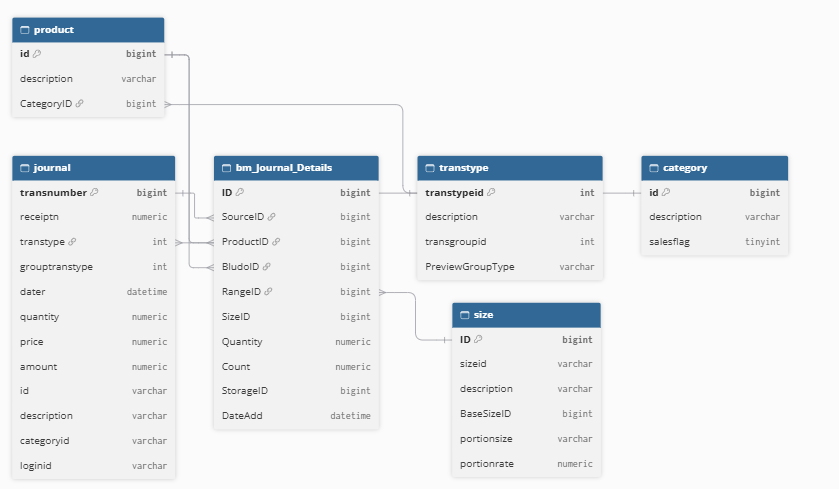 product
id bigint
description varchar
CategoryID bigint
journal
transnumber bigint
receiptn numeric
transtype int
grouptranstype int
dater datetime
quantity numeric
price numeric
amount numeric
id varchar
description varchar
categoryid varchar
loginid varchar
bm_Journal_Details
ID bigint
SourceID bigint
ProductID bigint
BludoID bigint
RangeID bigint
SizeID bigint
Quantity numeric
Count numeric
StorageID bigint
DateAdd datetime
transtype
transtypeid int
description varchar
transgroupid int
PreviewGroupType varchar
category
id bigint
description varchar
salesflag tinyint
size
ID bigint
sizeid varchar
description varchar
BaseSizeID bigint
portionsize varchar
portionrate numeric